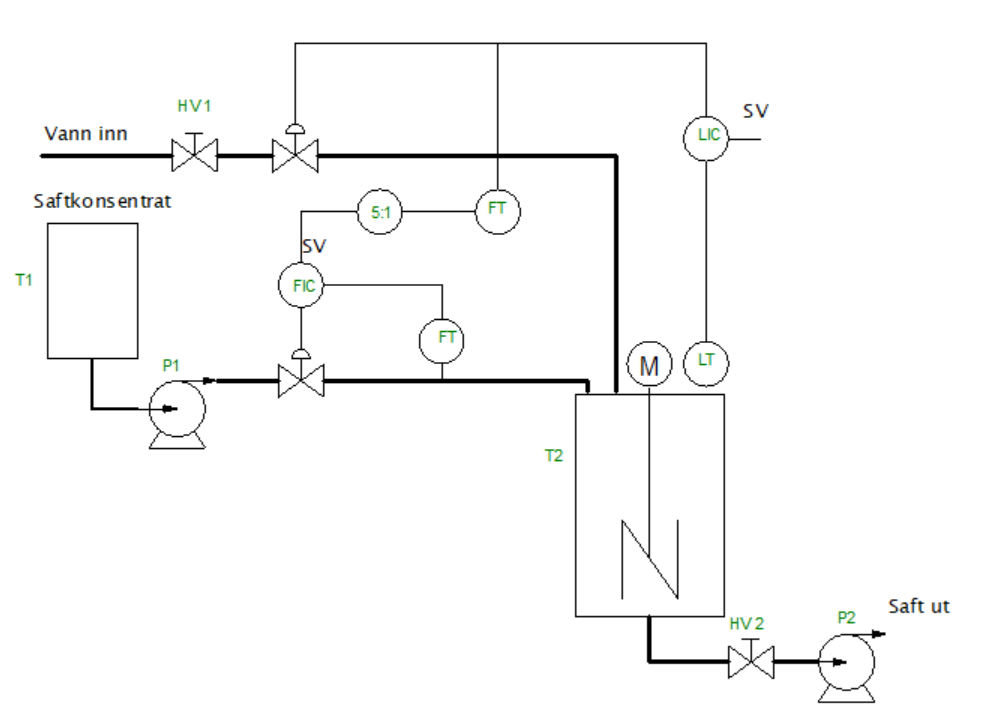 HV1
SV
LIC
Vann inn
Saftkonsentrat
5:1
FT
SV
T1
FIC
FT
P1
M
LT
T2
Saft ut
HV2
P2